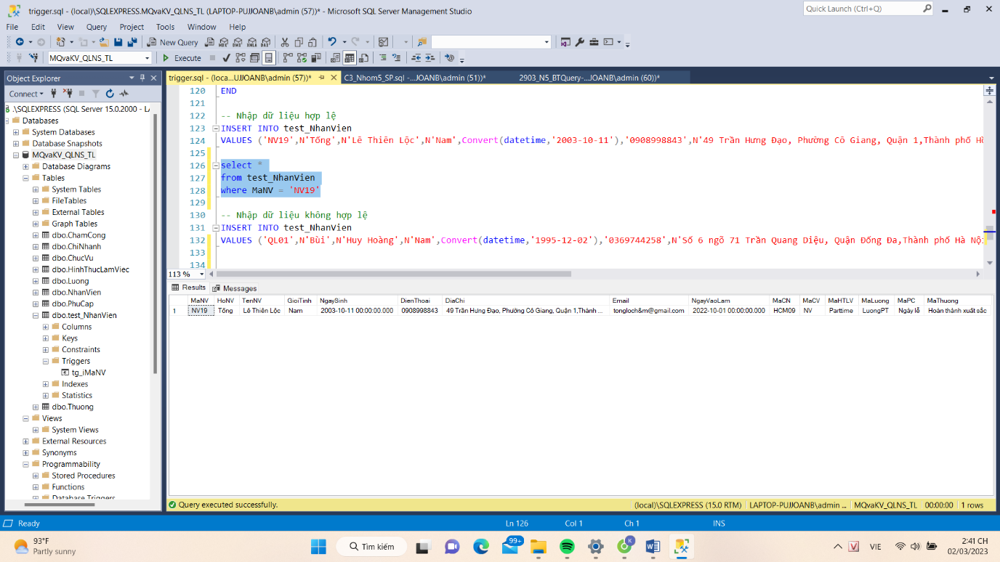 trigger.sql - (local)\SQLEXPRESS.MQvaKV_QLNS_TL (LAPTOP-PUJJOANB\admin (57))* - Microsoft SQL Server Management Studio
Quick Launch (Ctrl+Q)
File Edit View Query Project Tools Window Help
New Query
MQvaKV_QLNS_TL
Execute
Object Explorer
Connect
.\SQLEXPRESS (SQL Server 15.0.2000 - LA
Databases
System Databases
Database Snapshots
MQvaKV_QLNS_TL
Database Diagrams
Tables
System Tables
FileTables
External Tables
Graph Tables
dbo.ChamCong
dbo.ChiNhanh
dbo.ChucVu
dbo.HinhThucLamViec
dbo.Luong
dbo.NhanVien
dbo.PhuCap
dbo.test_NhanVien
Columns
Keys
Constraints
Triggers
tg_iMaNV
Indexes
Statistics
dbo.Thuong
Views
System Views
External Resources
Synonyms
Programmability
Stored Procedures
Functions
Database Triggers
trigger.sql - (loca...UJJOANB\admin (57))*
C3_Nhom5_SP.sql -...JOANB\admin (51))*
2903_N5_BTQuery-...JOANB\admin (60))*
120 END
121
122 -- Nhập dữ liệu hợp lệ
123 INSERT INTO test_NhanVien
124 VALUES ('NV19',N'Tống',N'Lê Thiên Lộc',N'Nam',Convert(datetime,'2003-10-11'),'0908998843',N'49 Trần Hưng Đạo, Phường Cô Giang, Quận 1,Thành phố Hồ
125
126 select *
127 from test_NhanVien
128 where MaNV = 'NV19'
129
130 -- Nhập dữ liệu không hợp lệ
131 INSERT INTO test_NhanVien
132 VALUES ('QL01',N'Bùi',N'Huy Hoàng',N'Nam',Convert(datetime,'1995-12-02'),'0369744258',N'Số 6 ngõ 71 Trần Quang Diệu, Quận Đống Đa,Thành phố Hà Nội
133
134
113 %
Results Messages
MaNV HoNV TenNV GioiTinh NgaySinh DienThoai DiaChi Email NgayVaoLam MaCN MaCV MaHTLV MaLuong MaPC MaThuong
1 NV19 Tống Lê Thiên Lộc Nam 2003-10-11 00:00:00.000 0908998843 49 Trần Hưng Đạo, Phường Cô Giang, Quận 1,Thành ... tongloch&m@gmail.com 2022-10-01 00:00:00.000 HCM09 NV Parttime LuongPT Ngày lễ Hoàn thành xuất sắc
Query executed successfully.
(local)\SQLEXPRESS (15.0 RTM) LAPTOP-PUJJOANB\admin ... MQvaKV_QLNS_TL 00:00:00 1 rows
Ready
Ln 126 Col 1 Ch 1 INS
93°F
Partly sunny
Tìm kiếm
99+
K
V
VIE
2:41 CH
02/03/2023